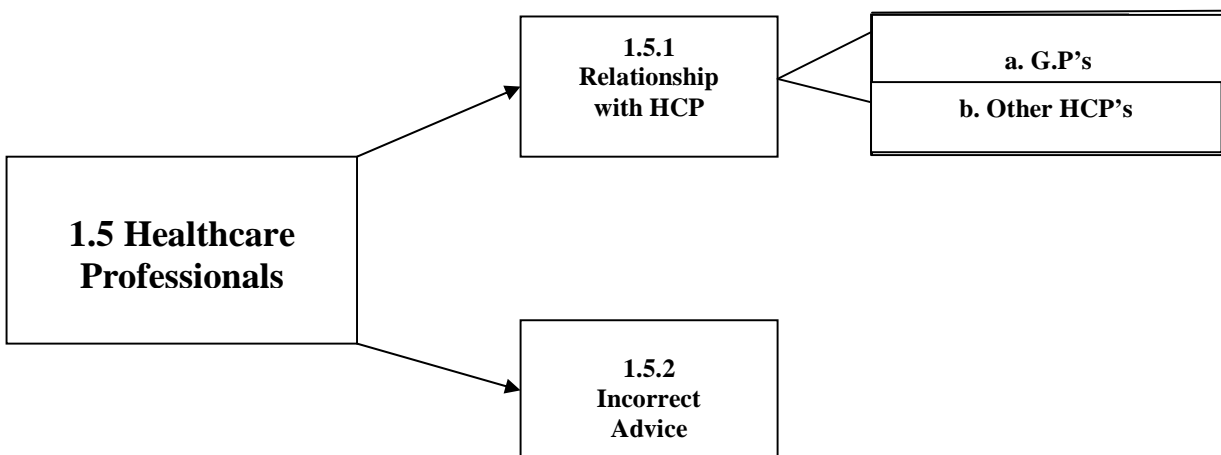 1.5 Healthcare
Professionals
1.5.1
Relationship
with HCP
a. G.P’s
b. Other HCP’s
1.5.2
Incorrect
Advice